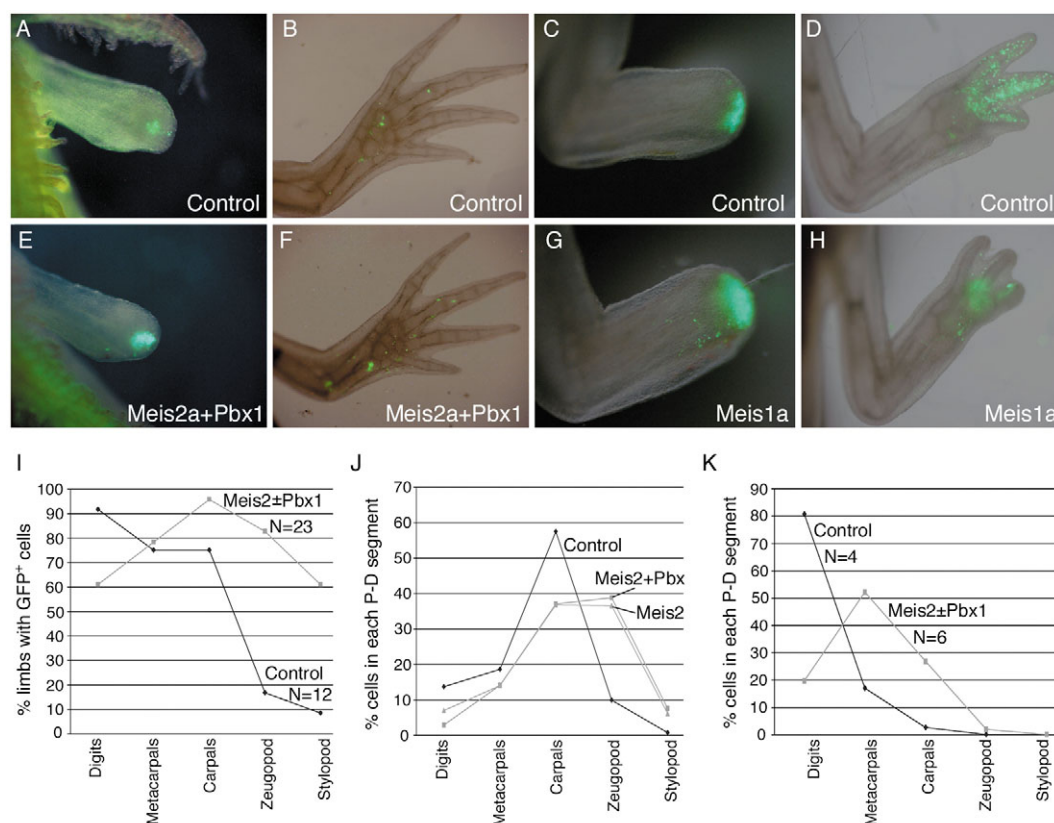 A
B
C
D
Control
Control
Control
Control
E
F
G
H
Meis2a+Pbx1
Meis2a+Pbx1
Meis1a
Meis1a
I
J
K
% limbs with GFP+ cells
100
90
80
70
60
50
40
30
20
10
0
Meis2±Pbx1
N=23
Control
N=12
Digits
Metacarpals
Carpals
Zeugopod
Stylopod
% cells in each P-D segment
70
60
50
40
30
20
10
0
Control
Meis2+Pbx
Meis2
Digits
Metacarpals
Carpals
Zeugopod
Stylopod
% cells in each P-D segment
90
80
70
60
50
40
30
20
10
0
Control
N=4
Meis2±Pbx1
N=6
Digits
Metacarpals
Carpals
Zeugopod
Stylopod